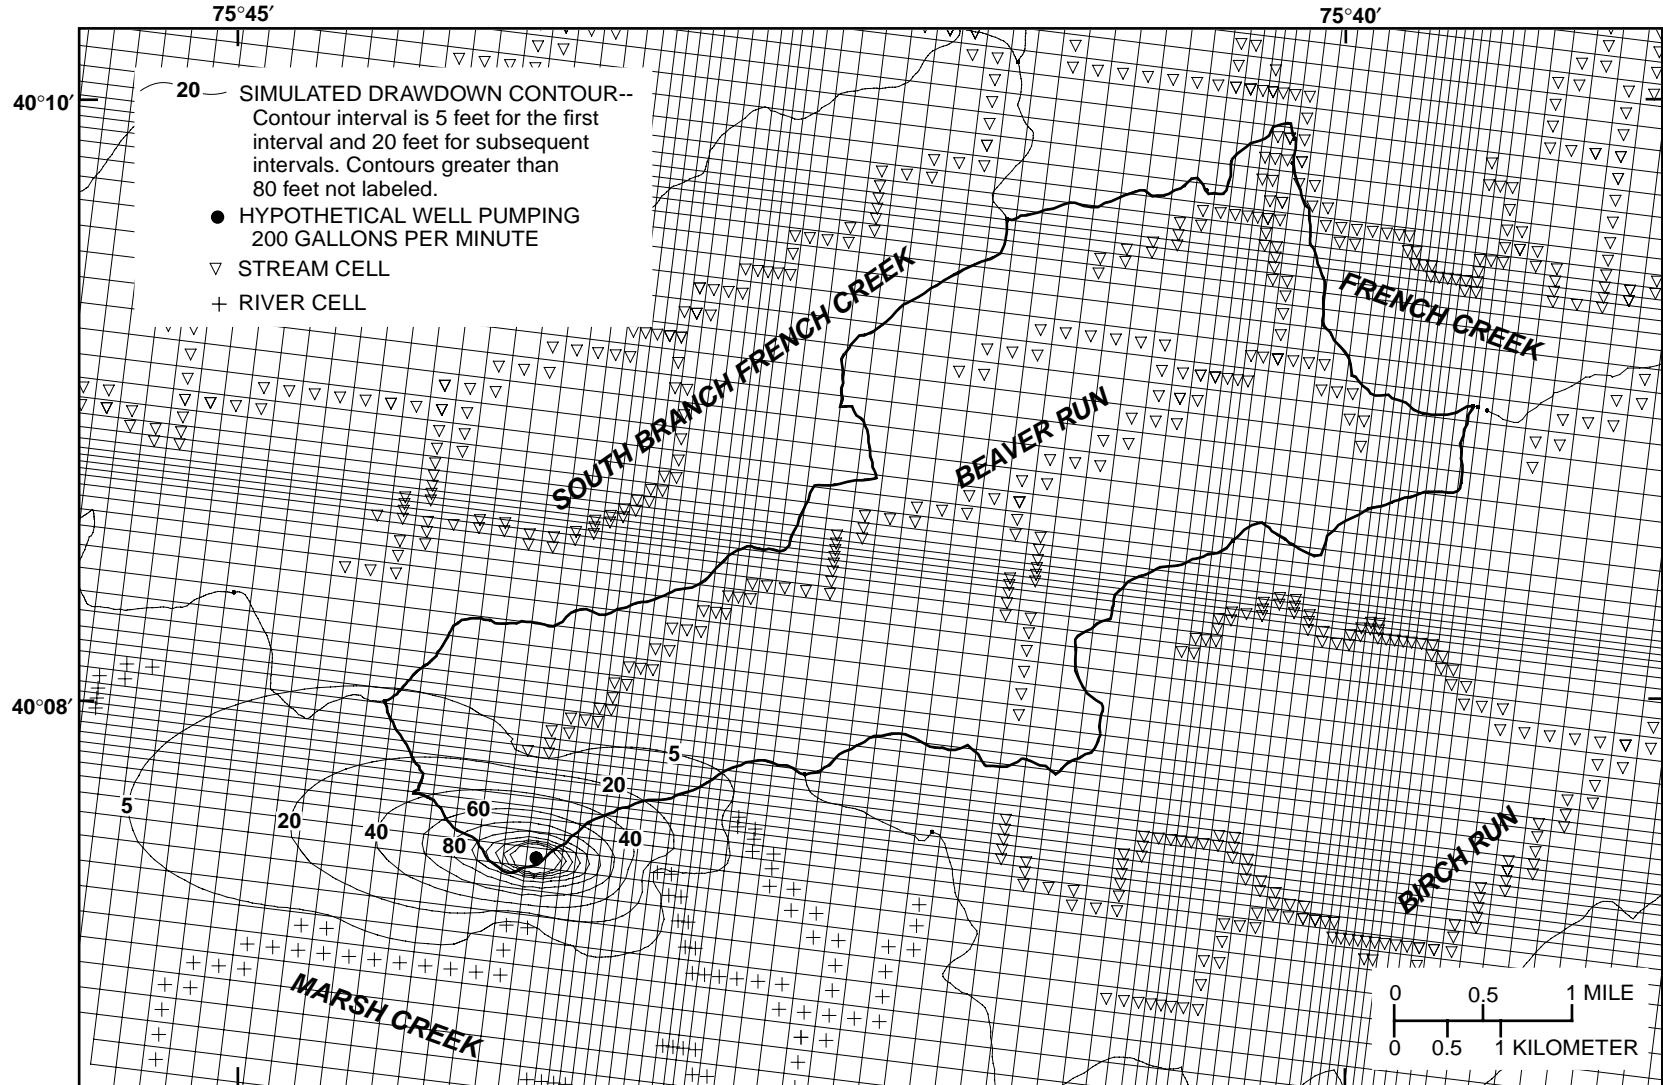 75°45′
75°40′
40°10′
20
SIMULATED DRAWDOWN CONTOUR--
Contour interval is 5 feet for the first
interval and 20 feet for subsequent
intervals. Contours greater than
80 feet not labeled.
HYPOTHETICAL WELL PUMPING
200 GALLONS PER MINUTE
STREAM CELL
RIVER CELL
SOUTH BRANCH FRENCH CREEK
FRENCH CREEK
BEAVER RUN
40°08′
5
20
5
20
40
60
80
40
BIRCH RUN
MARSH CREEK
0 0.5 1 MILE
0 0.5 1 KILOMETER